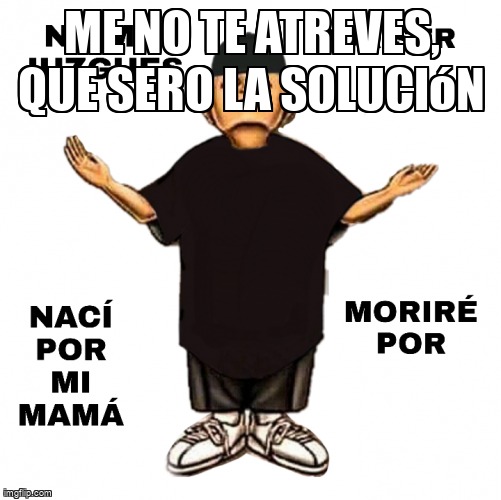 ME NO TE ATREVES,
QUE SERO LA SOLUCIóN
NACÍ
POR
MI
MAMÁ
MORIRÉ
POR
imgflip.com